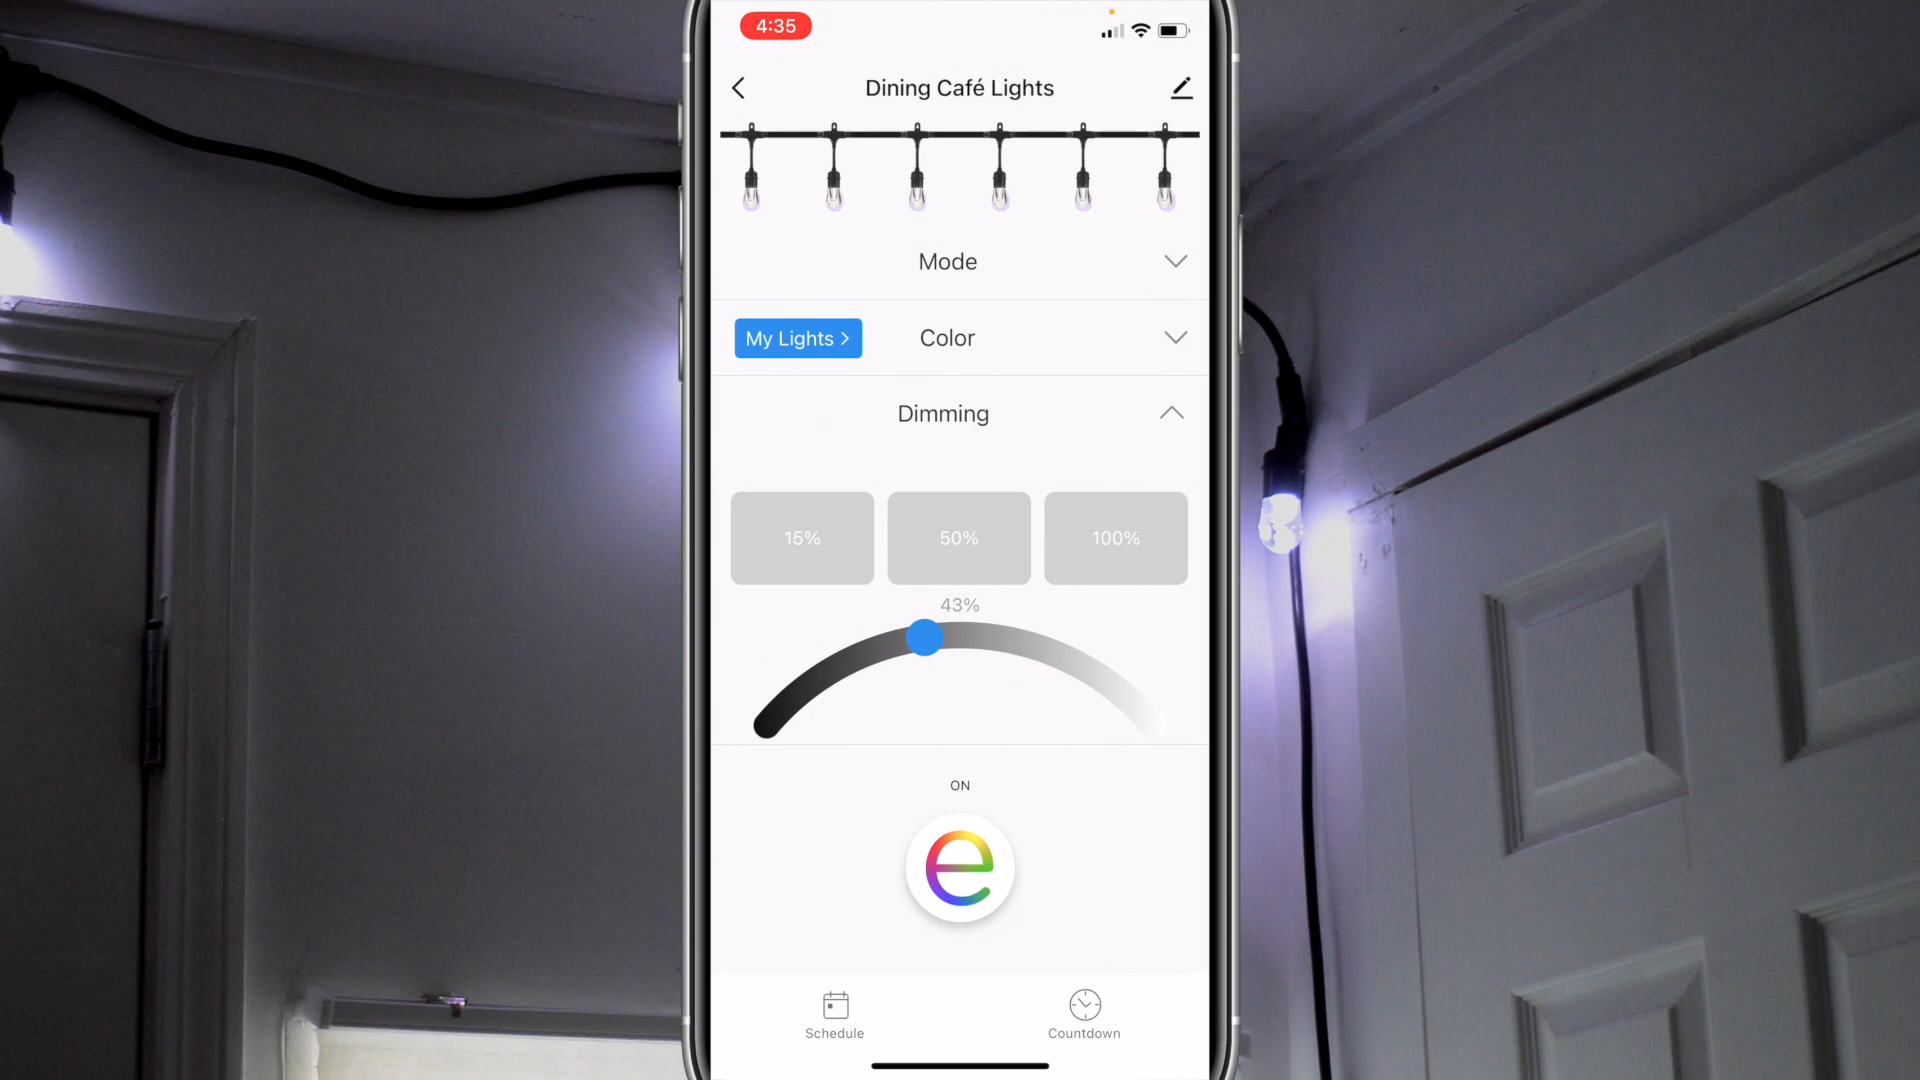 4:35
Dining Café Lights
Mode
My Lights >
Color
Dimming
15%
50%
100%
43%
ON
e
Schedule
Countdown